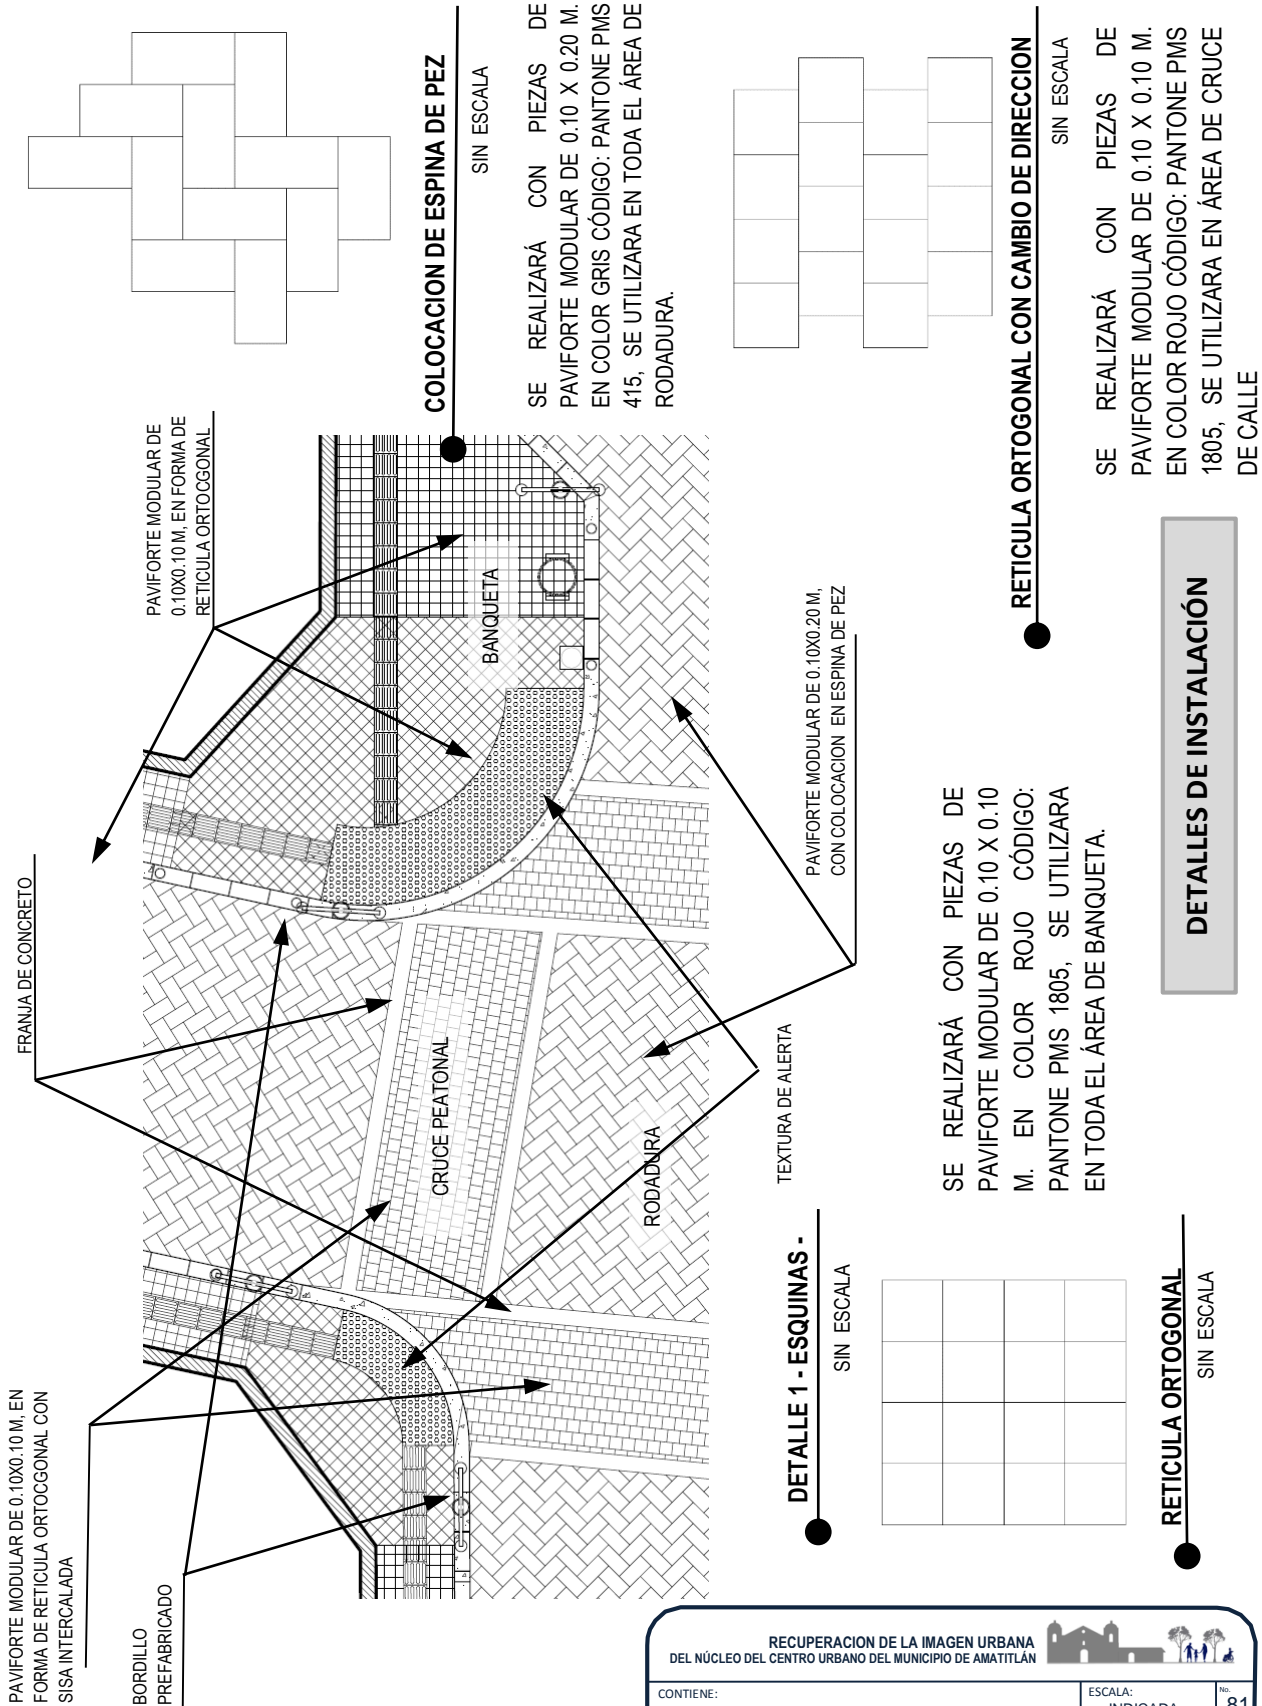 PAVIFORTE MODULAR DE 0.10X0.10 M, EN
FORMA DE RETICULA ORTOCGONAL CON
SISA INTERCALADA
BORDILLO
PREFABRICADO
FRANJA DE CONCRETO
PAVIFORTE MODULAR DE
0.10X0.10 M, EN FORMA DE
RETICULA ORTOCGONAL
BANQUETA
CRUCE PEATONAL
RODADURA
TEXTURA DE ALERTA
PAVIFORTE MODULAR DE 0.10X0.20 M,
CON COLOCACION EN ESPINA DE PEZ
DETALLE 1 - ESQUINAS -
SIN ESCALA
COLOCACION DE ESPINA DE PEZ
SIN ESCALA
SE REALIZARÁ CON PIEZAS DE
PAVIFORTE MODULAR DE 0.10 X 0.20 M.
EN COLOR GRIS CÓDIGO: PANTONE PMS
415, SE UTILIZARA EN TODA EL ÁREA DE
RODADURA.
RETICULA ORTOGONAL
SIN ESCALA
SE REALIZARÁ CON PIEZAS DE
PAVIFORTE MODULAR DE 0.10 X 0.10
M. EN COLOR ROJO CÓDIGO:
PANTONE PMS 1805, SE UTILIZARA
EN TODA EL ÁREA DE BANQUETA.
RETICULA ORTOGONAL CON CAMBIO DE DIRECCION
SIN ESCALA
SE REALIZARÁ CON PIEZAS DE
PAVIFORTE MODULAR DE 0.10 X 0.10 M.
EN COLOR ROJO CÓDIGO: PANTONE PMS
1805, SE UTILIZARA EN ÁREA DE CRUCE
DE CALLE
DETALLES DE INSTALACIÓN
RECUPERACION DE LA IMAGEN URBANA
DEL NÚCLEO DEL CENTRO URBANO DEL MUNICIPIO DE AMATITLÁN
CONTIENE:
ESCALA:
INDICADA
No.
81